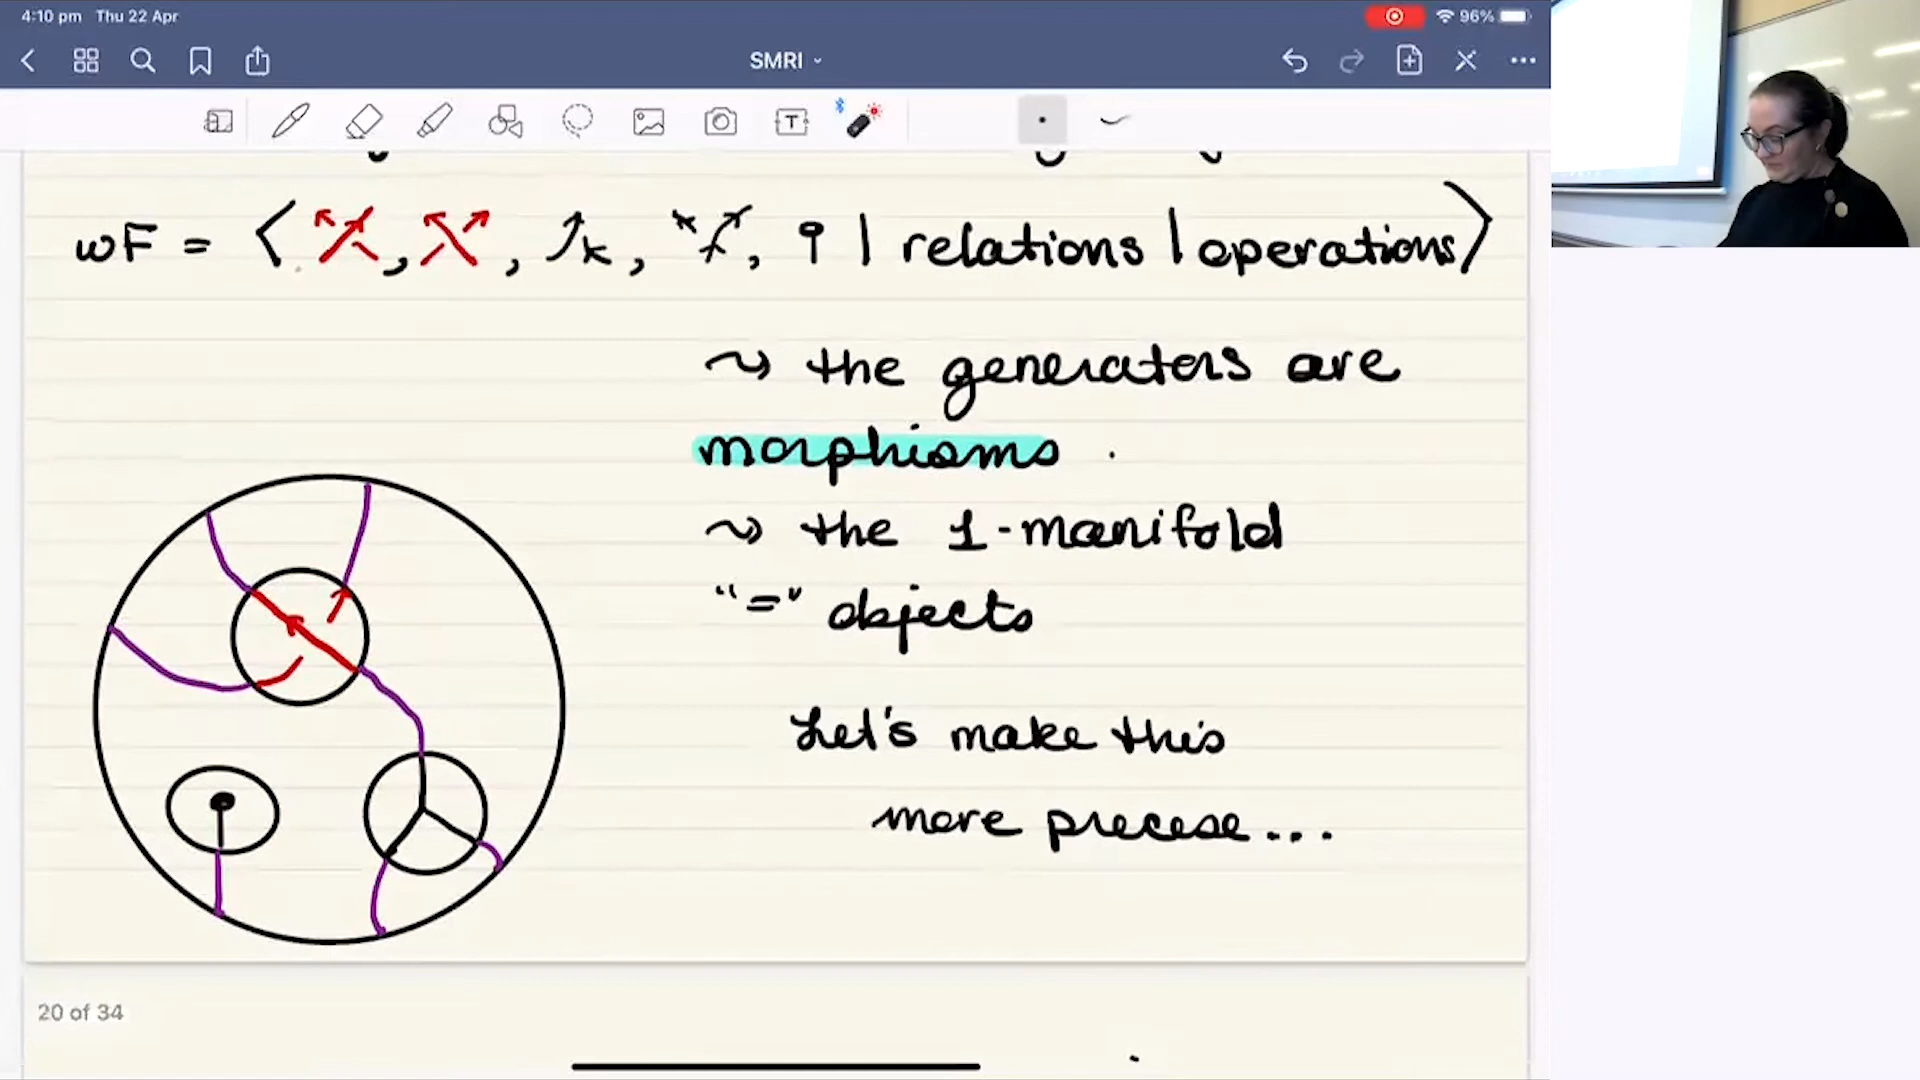 4:10 pm Thu 22 Apr
96%
SMRI
T
wF = ⟨ , , , , | relations | operations⟩
~> the generators are
morphisms .
~> the 1-manifold
"=" objects
Let's make this
more precese...
20 of 34